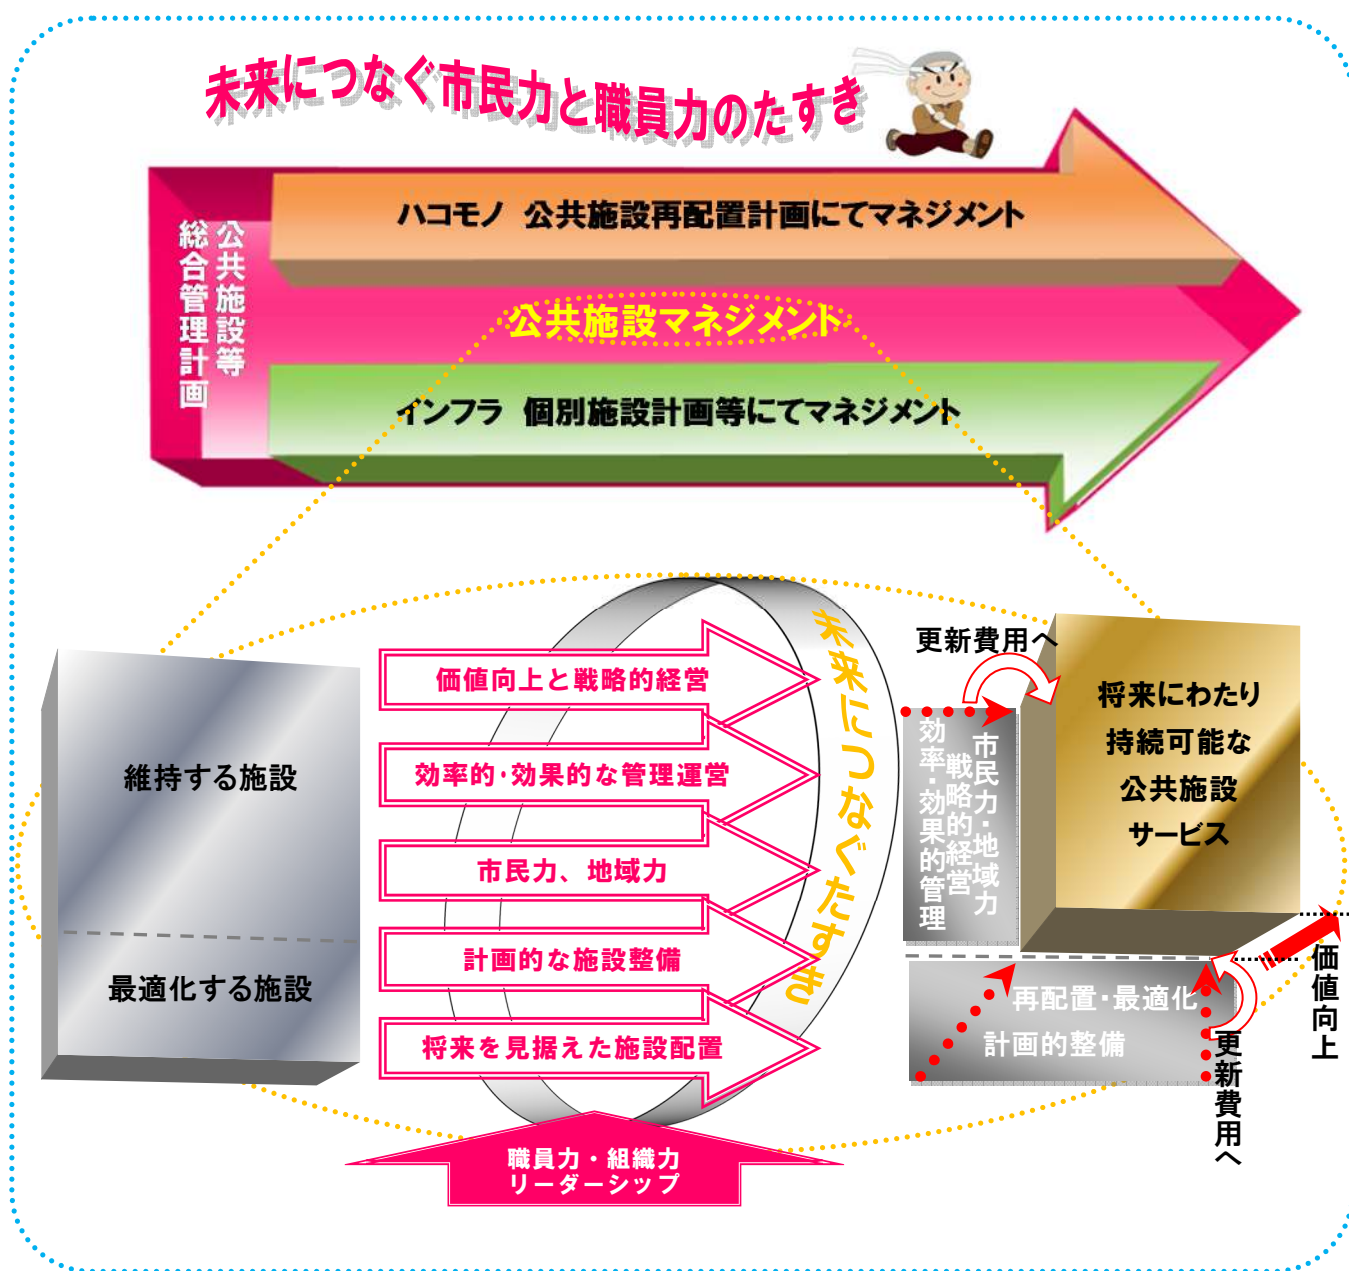 未来につなぐ市民力と職員力のたすき
公共施設等
総合管理計画
ハコモノ 公共施設再配置計画にてマネジメント
公共施設マネジメント
インフラ 個別施設計画等にてマネジメント
維持する施設
最適化する施設
価値向上と戦略的経営
効率的・効果的な管理運営
市民力、地域力
計画的な施設整備
将来を見据えた施設配置
未来につなぐたすき
職員力・組織力
リーダーシップ
更新費用へ
市民力・地域力
戦略的経営
効率・効果的管理
将来にわたり
持続可能な
公共施設
サービス
再配置・最適化
計画的整備
更新費用へ
価値向上